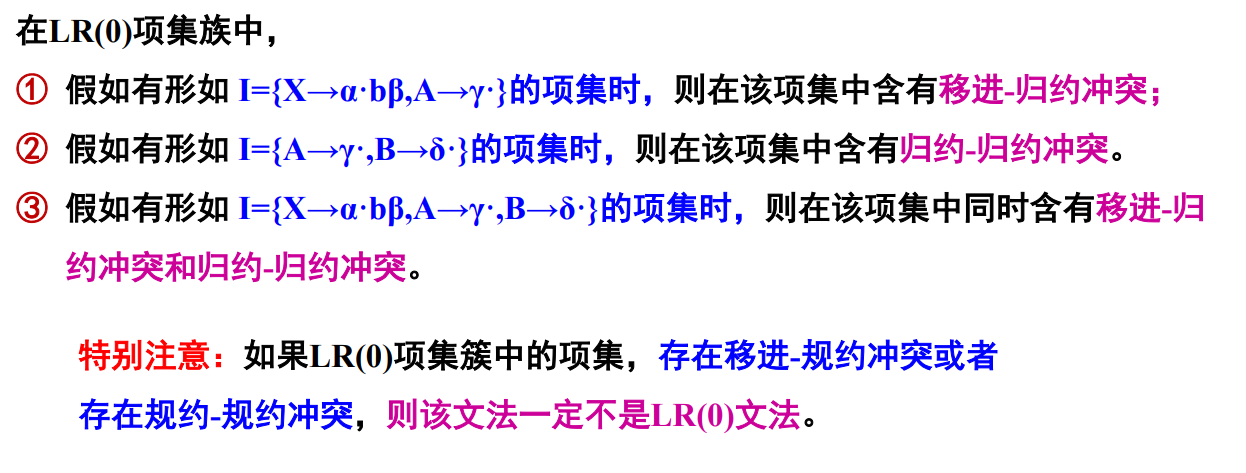 在LR(0)项集族中，
① 假如有形如 I={X→α·bβ,A→γ·}的项集时，则在该项集中含有移进-归约冲突；
② 假如有形如 I={A→γ·,B→δ·}的项集时，则在该项集中含有归约-归约冲突。
③ 假如有形如 I={X→α·bβ,A→γ·,B→δ·}的项集时，则在该项集中同时含有移进-归
约冲突和归约-归约冲突。
特别注意：如果LR(0)项集簇中的项集，存在移进-规约冲突或者
存在规约-规约冲突，则该文法一定不是LR(0)文法。